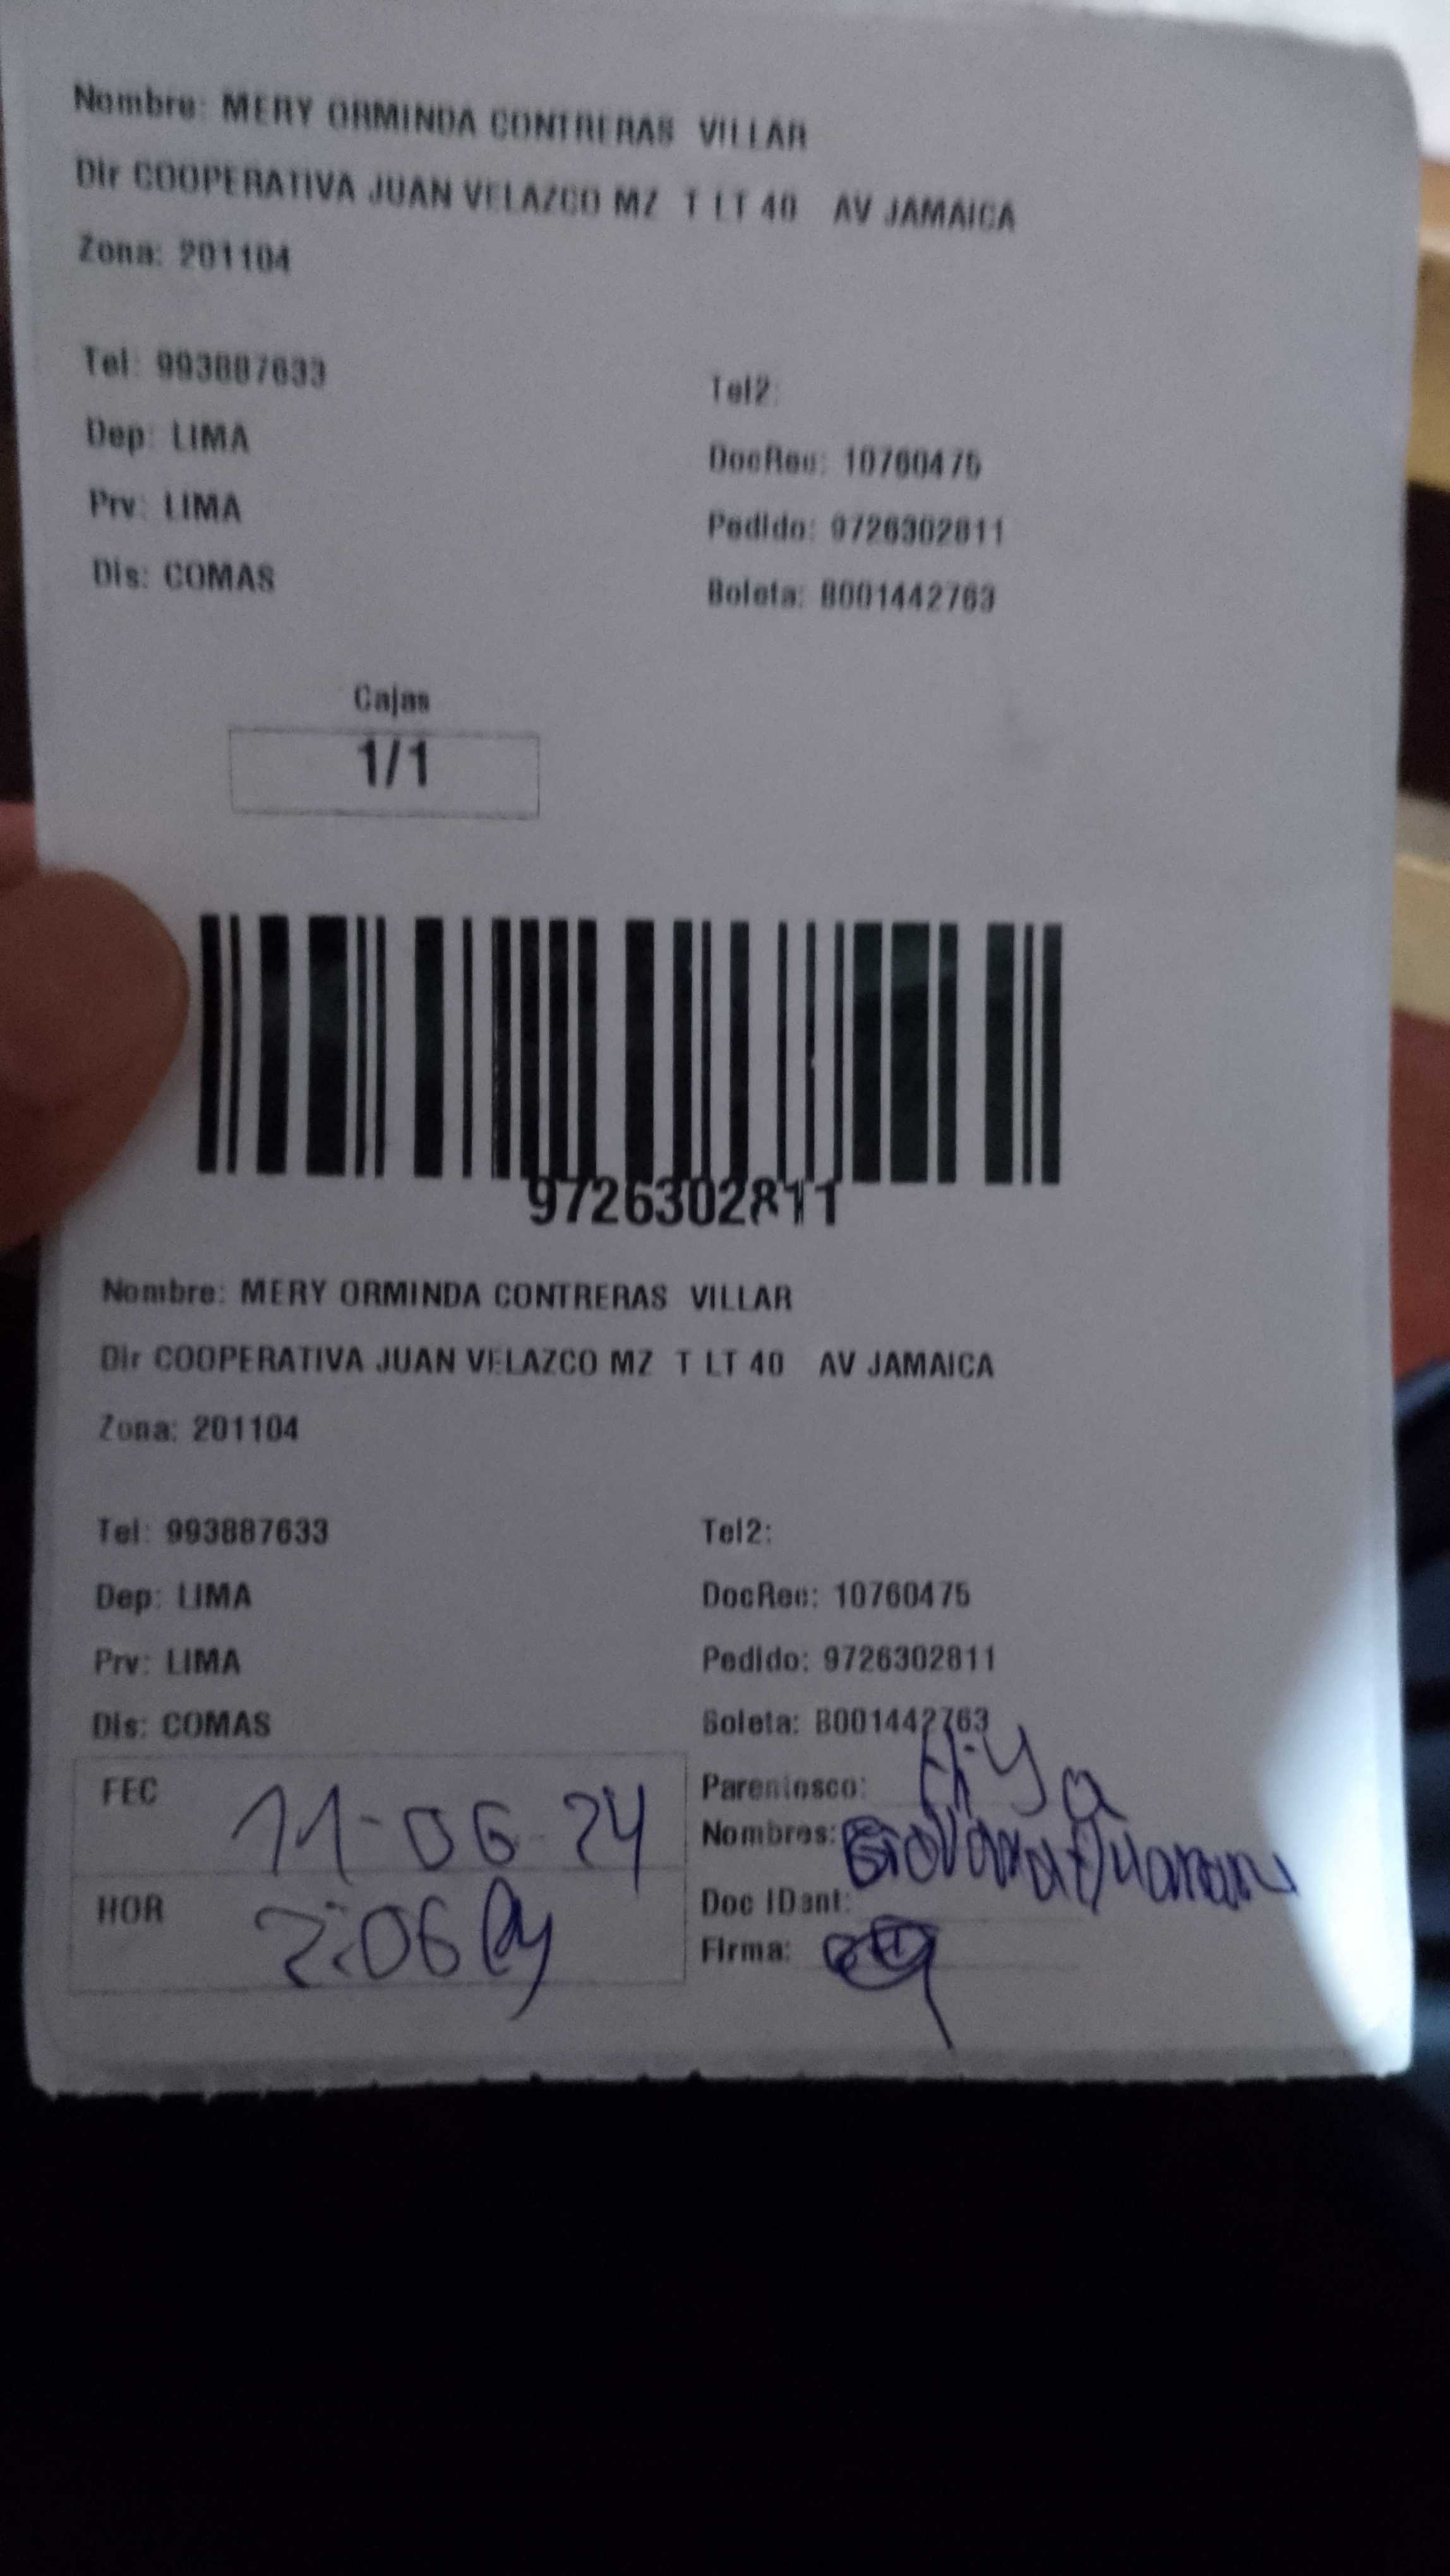 Nombre: MERY ORMINDA CONTRERAS VILLAR
Dir COOPERATIVA JUAN VELAZCO MZ T LT 40 AV JAMAICA
Zona: 201104
Tel: 993887633 Tel2:
Dep: LIMA DocRec: 10760475
Prv: LIMA Pedido: 9726302811
Dis: COMAS Boleta: B001442763
Cajas
1/1
9726302811
Nombre: MERY ORMINDA CONTRERAS VILLAR
Dir COOPERATIVA JUAN VELAZCO MZ T LT 40 AV JAMAICA
Zona: 201104
Tel: 993887633 Tel2:
Dep: LIMA DocRec: 10760475
Prv: LIMA Pedido: 9726302811
Dis: COMAS Boleta: B001442763
FEC 11-06-24
Parentesco: Hiya
Nombres:
HOR 2:06
Doc IDent:
Firma: